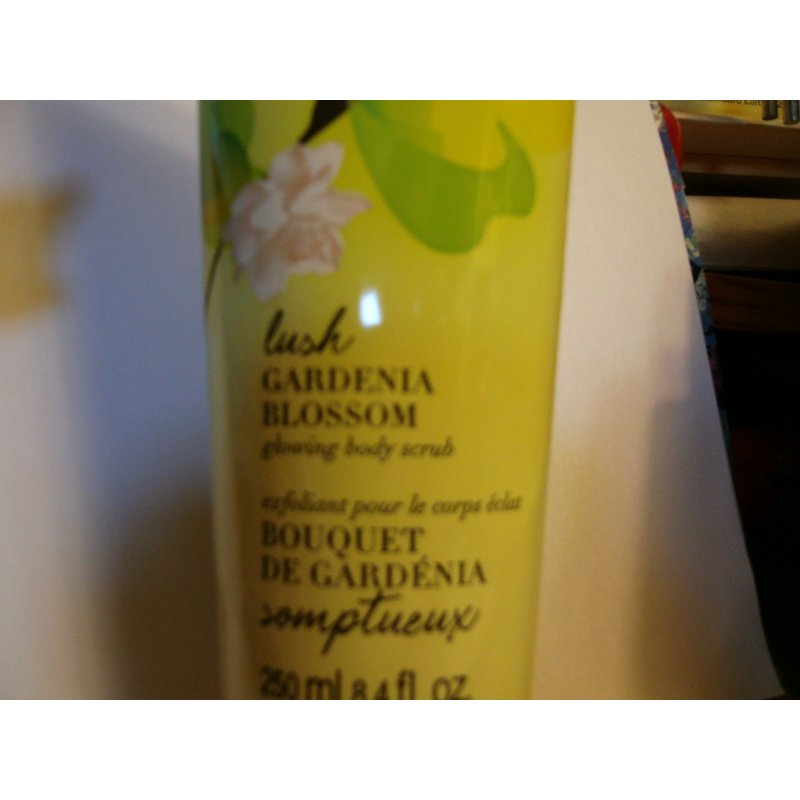 lush
GARDENIA
BLOSSOM
glowing body scrub
exfoliant pour le corps éclat
BOUQUET
DE GARDÉNIA
somptueux
250 ml 8.4 fl. oz.